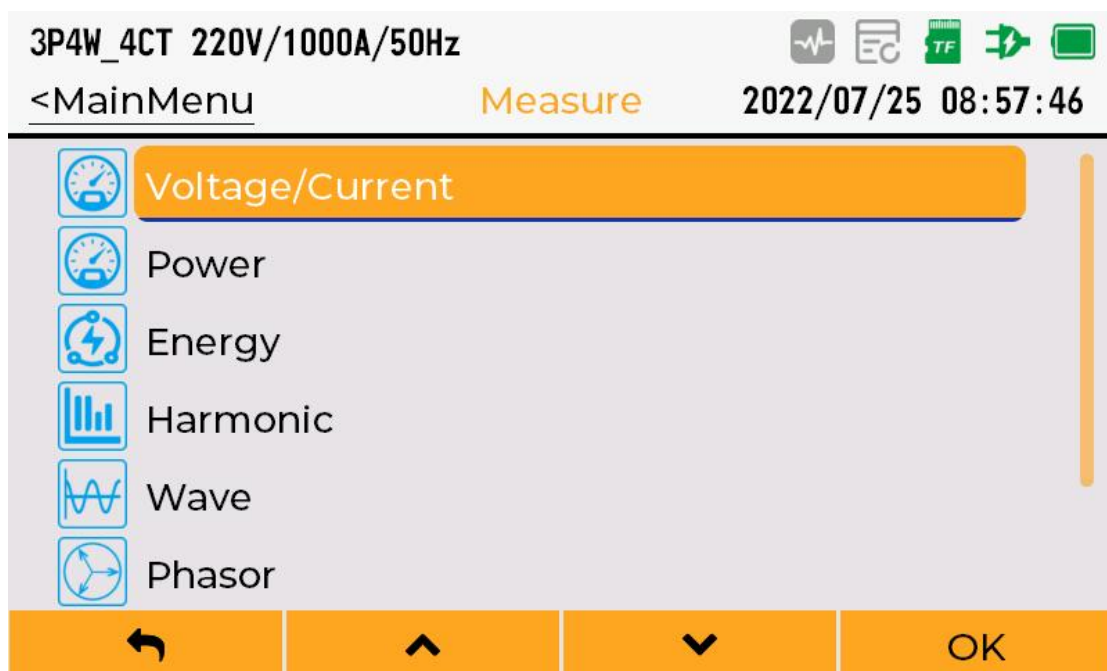 3P4W_4CT 220V/1000A/50Hz TF
<MainMenu Measure 2022/07/25 08:57:46
Voltage/Current
Power
Energy
Harmonic
Wave
Phasor
OK